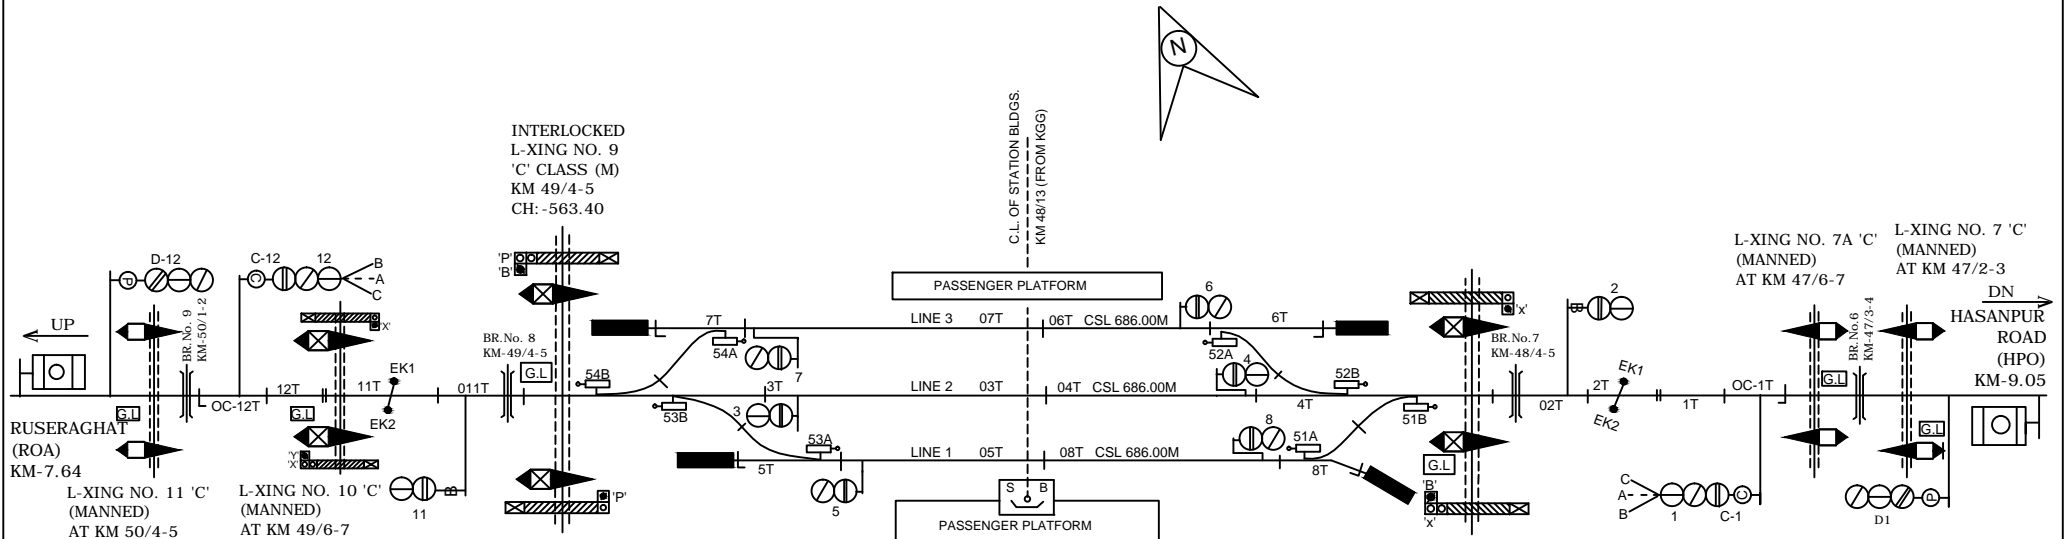 N
C.L. OF STATION BLDGS.
KM 48/13 (FROM KGG)
INTERLOCKED
L-XING NO. 9
'C' CLASS (M)
KM 49/4-5
CH:-563.40
L-XING NO. 7A 'C'
(MANNED)
AT KM 47/6-7
L-XING NO. 7 'C'
(MANNED)
AT KM 47/2-3
D-12
C-12
12
B
A
C
P
C
'P'
'B'
UP
BR.No. 9
KM-50/1-2
'X'
BR.No. 8
KM-49/4-5
G.L
PASSENGER PLATFORM
6
2
B
'x'
BR.No.7
KM-48/4-5
BR.No.6
KM-47/3-4
DN
HASANPUR
ROAD
(HPO)
KM-9.05
7T
LINE 3
07T
06T
CSL 686.00M
6T
54A
7
52A
4
54B
52B
EK1
EK2
OC-12T
12T
11T
011T
3T
LINE 2
03T
04T
CSL 686.00M
4T
02T
2T
EK1
EK2
1T
OC-1T
G.L
G.L
G.L
G.L
53B
3
53A
8
51A
51B
RUSERAGHAT
(ROA)
KM-7.64
5T
LINE 1
05T
08T
CSL 686.00M
8T
G.L
'Y'
'X'
L-XING NO. 11 'C'
(MANNED)
AT KM 50/4-5
L-XING NO. 10 'C'
(MANNED)
AT KM 49/6-7
11
B
'P'
5
S B
PASSENGER PLATFORM
'B'
'x'
C
A
B
1
C-1
C
D1
P